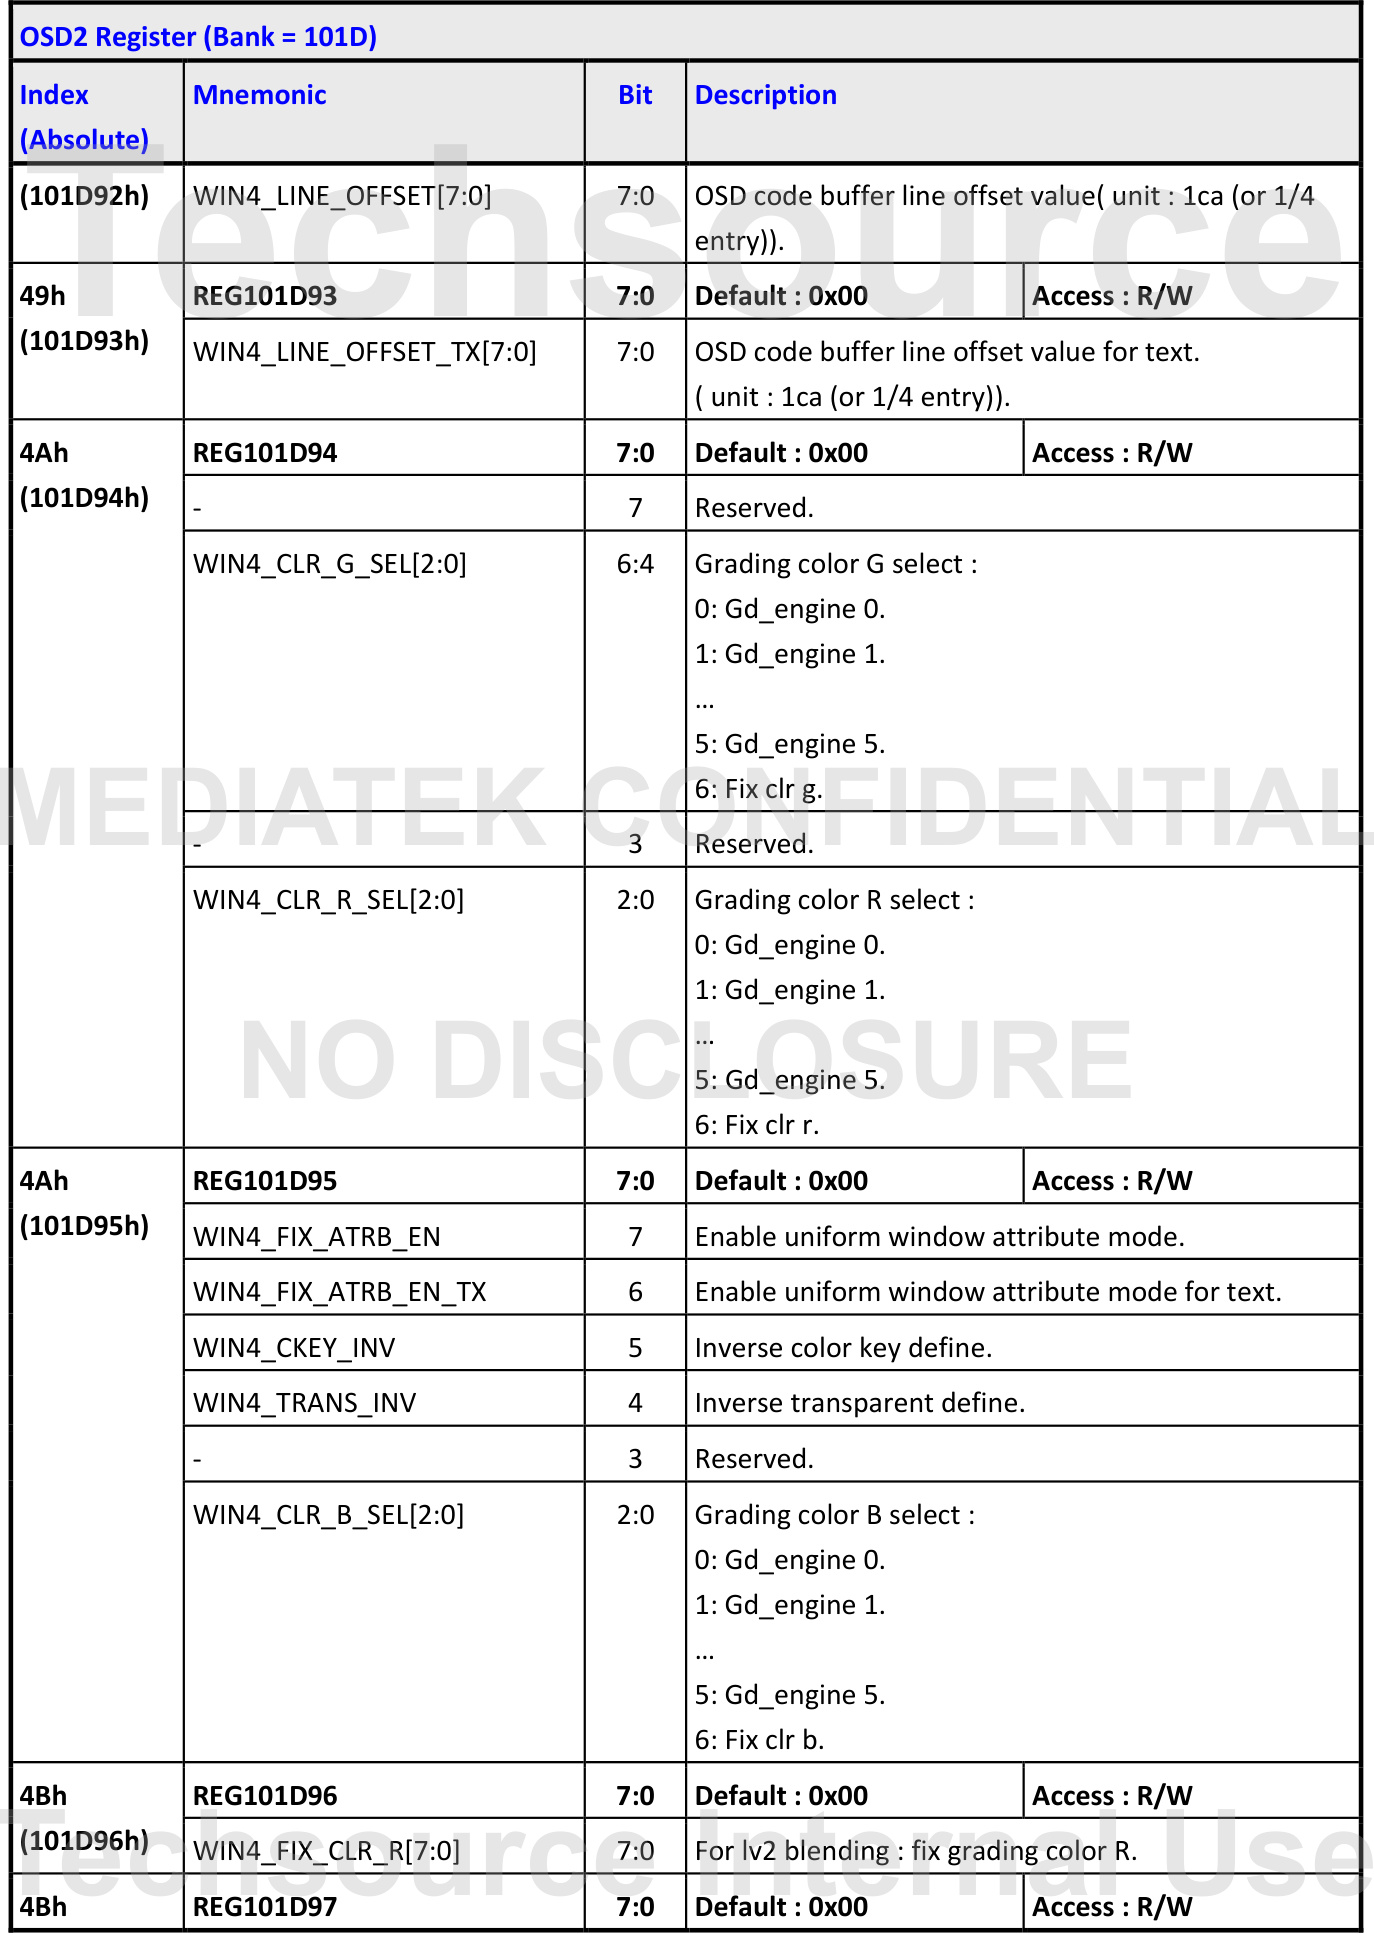 OSD2 Register (Bank = 101D)
Index (Absolute) Mnemonic Bit Description
(101D92h) WIN4_LINE_OFFSET[7:0] 7:0 OSD code buffer line offset value( unit : 1ca (or 1/4
entry)).
49h REG101D93 7:0 Default : 0x00 Access : R/W
(101D93h) WIN4_LINE_OFFSET_TX[7:0] 7:0 OSD code buffer line offset value for text.
( unit : 1ca (or 1/4 entry)).
4Ah REG101D94 7:0 Default : 0x00 Access : R/W
(101D94h) - 7 Reserved.
WIN4_CLR_G_SEL[2:0] 6:4 Grading color G select :
0: Gd_engine 0.
1: Gd_engine 1.
...
5: Gd_engine 5.
6: Fix clr g.
- 3 Reserved.
WIN4_CLR_R_SEL[2:0] 2:0 Grading color R select :
0: Gd_engine 0.
1: Gd_engine 1.
...
5: Gd_engine 5.
6: Fix clr r.
4Ah REG101D95 7:0 Default : 0x00 Access : R/W
(101D95h) WIN4_FIX_ATRB_EN 7 Enable uniform window attribute mode.
WIN4_FIX_ATRB_EN_TX 6 Enable uniform window attribute mode for text.
WIN4_CKEY_INV 5 Inverse color key define.
WIN4_TRANS_INV 4 Inverse transparent define.
- 3 Reserved.
WIN4_CLR_B_SEL[2:0] 2:0 Grading color B select :
0: Gd_engine 0.
1: Gd_engine 1.
...
5: Gd_engine 5.
6: Fix clr b.
4Bh REG101D96 7:0 Default : 0x00 Access : R/W
(101D96h) WIN4_FIX_CLR_R[7:0] 7:0 For lv2 blending : fix grading color R.
4Bh REG101D97 7:0 Default : 0x00 Access : R/W
Techsource
MEDIATEK CONFIDENTIAL
NO DISCLOSURE
Techsource Internal Use